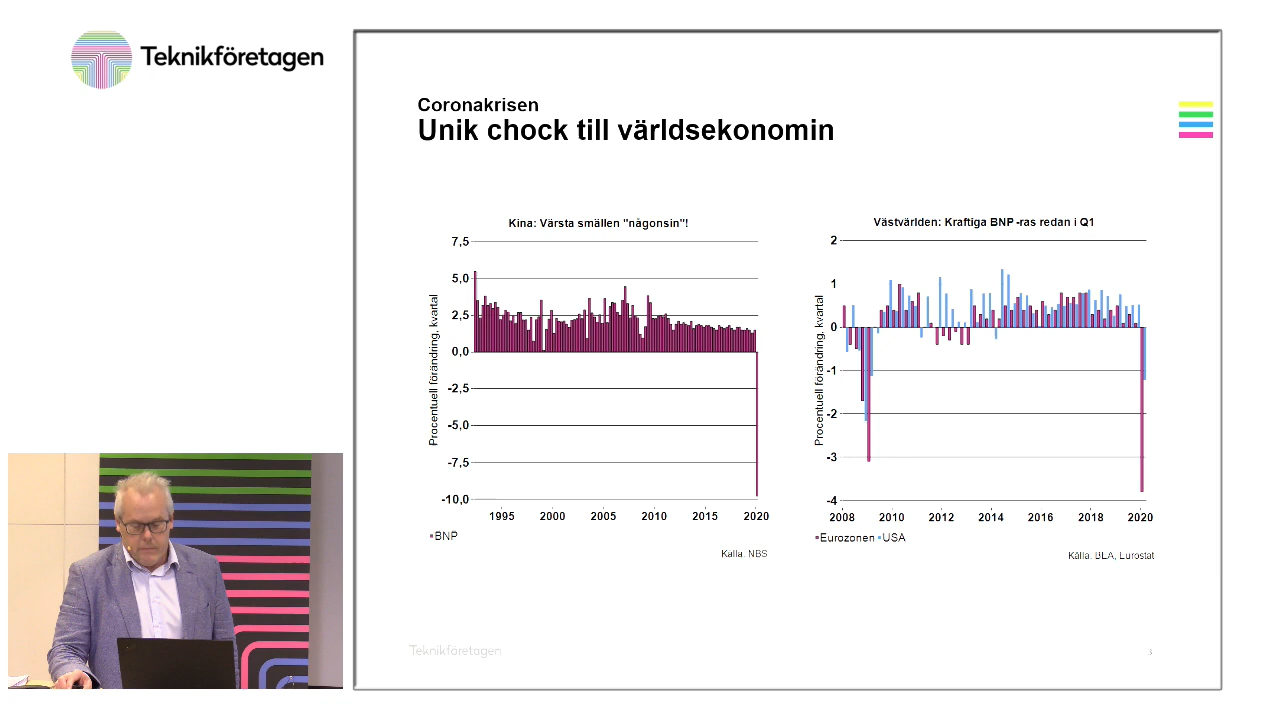 Teknikföretagen
Coronakrisen
Unik chock till världsekonomin
Kina: Värsta smällen "någonsin"!
Procentuell förändring, kvartal
7,5
5,0
2,5
0,0
-2,5
-5,0
-7,5
-10,0
1995 2000 2005 2010 2015 2020
BNP
Källa: NBS
Västvärlden: Kraftiga BNP-ras redan i Q1
Procentuell förändring, kvartal
2
1
0
-1
-2
-3
-4
2008 2010 2012 2014 2016 2018 2020
Eurozonen USA
Källa: BEA, Eurostat
Teknikföretagen
3